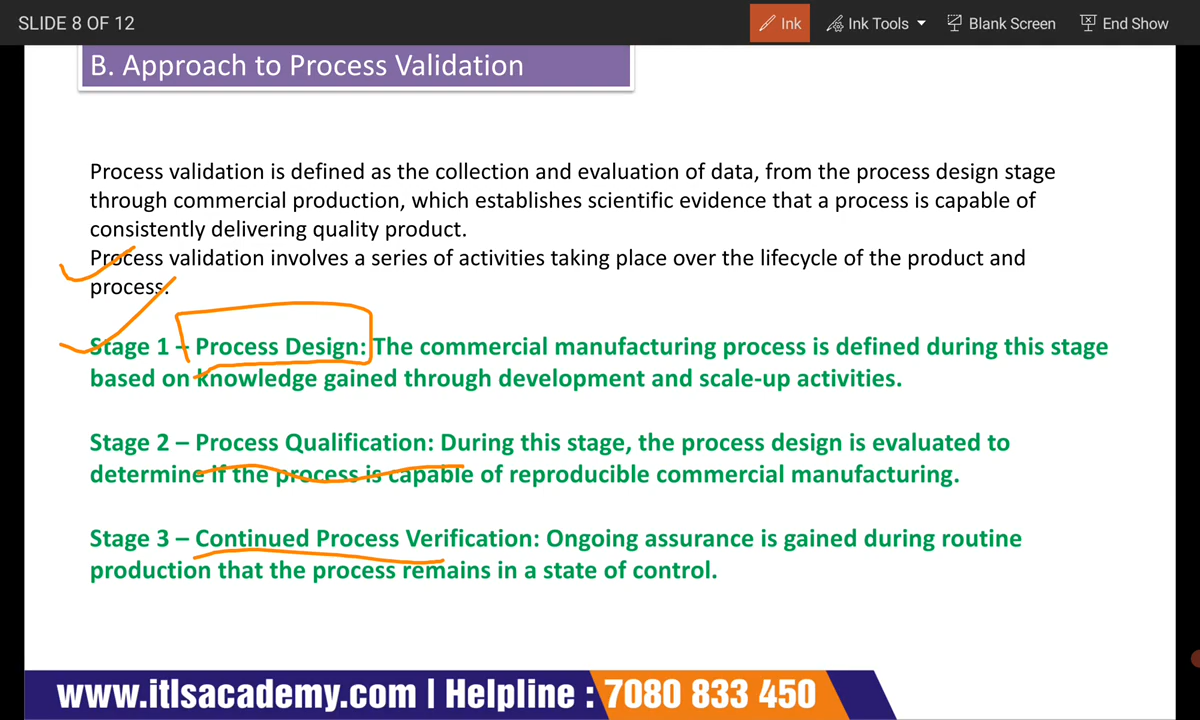 SLIDE 8 OF 12
Ink
Ink Tools
Blank Screen
End Show
B. Approach to Process Validation
Process validation is defined as the collection and evaluation of data, from the process design stage
through commercial production, which establishes scientific evidence that a process is capable of
consistently delivering quality product.
Process validation involves a series of activities taking place over the lifecycle of the product and
process.
Stage 1 – Process Design: The commercial manufacturing process is defined during this stage
based on knowledge gained through development and scale-up activities.
Stage 2 – Process Qualification: During this stage, the process design is evaluated to
determine if the process is capable of reproducible commercial manufacturing.
Stage 3 – Continued Process Verification: Ongoing assurance is gained during routine
production that the process remains in a state of control.
www.itlsacademy.com | Helpline : 7080 833 450